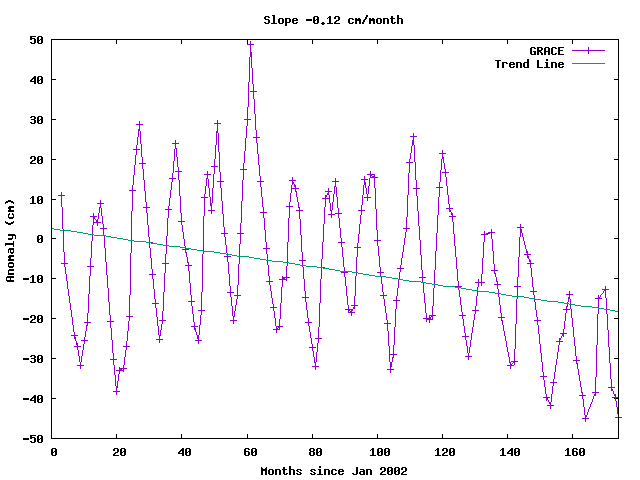 Slope -0.12 cm/month
GRACE
Trend Line
50
40
30
20
10
0
-10
-20
-30
-40
-50
Anomaly (cm)
0 20 40 60 80 100 120 140 160
Months since Jan 2002